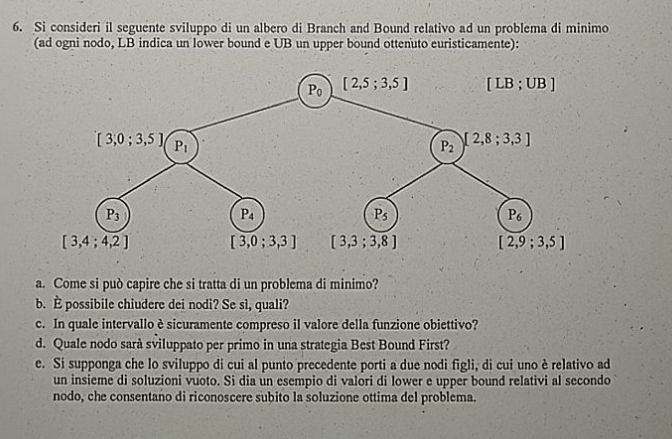 6. Si consideri il seguente sviluppo di un albero di Branch and Bound relativo ad un problema di minimo
(ad ogni nodo, LB indica un lower bound e UB un upper bound ottenuto euristicamente):
P0 [ 2,5 ; 3,5 ] [ LB ; UB ]
[ 3,0 ; 3,5 ] P1 P2 [ 2,8 ; 3,3 ]
P3 P4 P5 P6
[ 3,4 ; 4,2 ] [ 3,0 ; 3,3 ] [ 3,3 ; 3,8 ] [ 2,9 ; 3,5 ]
a. Come si può capire che si tratta di un problema di minimo?
b. È possibile chiudere dei nodi? Se sì, quali?
c. In quale intervallo è sicuramente compreso il valore della funzione obiettivo?
d. Quale nodo sarà sviluppato per primo in una strategia Best Bound First?
e. Si supponga che lo sviluppo di cui al punto precedente porti a due nodi figli, di cui uno è relativo ad
un insieme di soluzioni vuoto. Si dia un esempio di valori di lower e upper bound relativi al secondo
nodo, che consentano di riconoscere subito la soluzione ottima del problema.